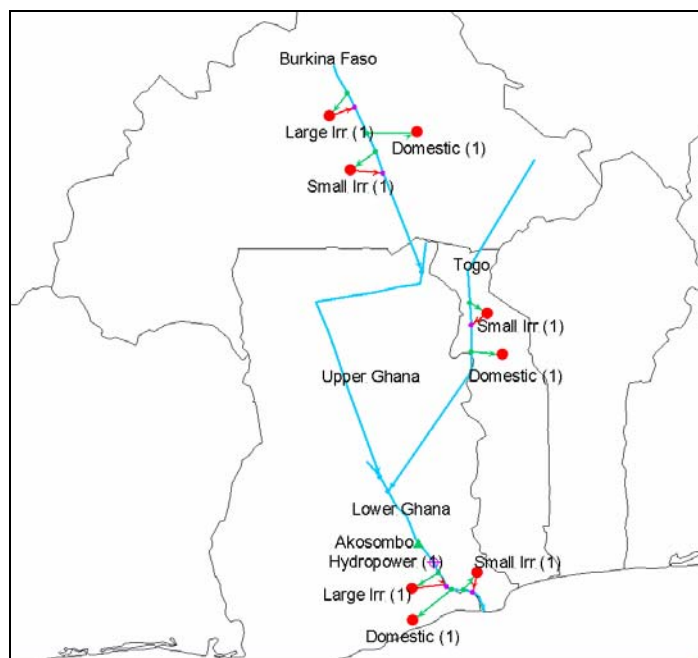 Burkina Faso
Large Irr (1)
Domestic (1)
Small Irr (1)
Togo
Small Irr (1)
Upper Ghana
Domestic (1)
Lower Ghana
Akosombo
Hydropower (1)
Small Irr (1)
Large Irr (1)
Domestic (1)